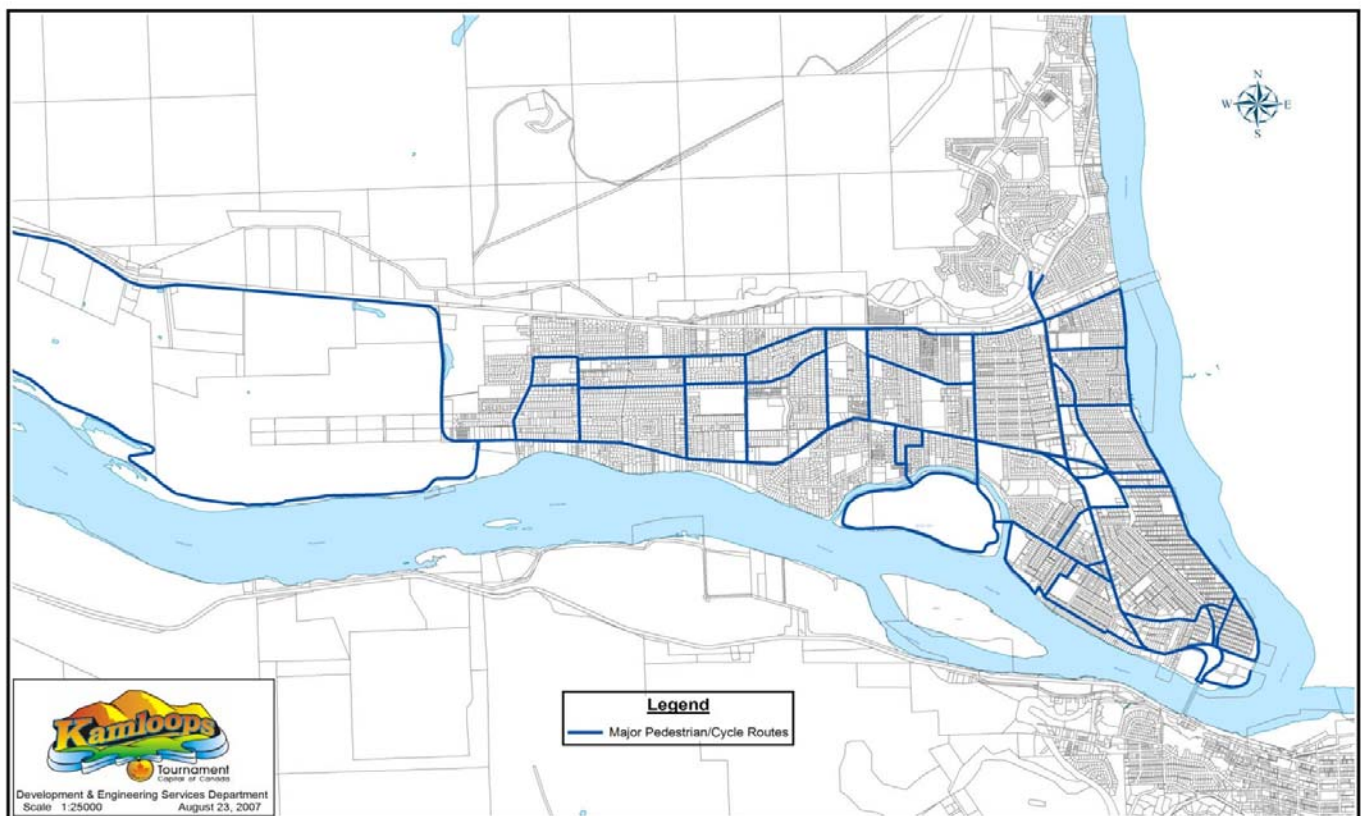 N
W E
S
Legend
Major Pedestrian/Cycle Routes
Kamloops
Tournament
Capital of Canada
Development & Engineering Services Department
Scale 1:25000 August 23, 2007